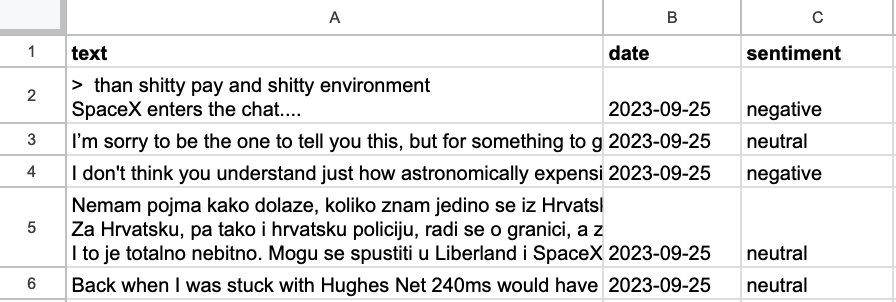 A B C
1 text date sentiment
> than shitty pay and shitty environment
2 SpaceX enters the chat.... 2023-09-25 negative
3 I’m sorry to be the one to tell you this, but for something to g 2023-09-25 neutral
4 I don't think you understand just how astronomically expensi 2023-09-25 negative
Nemam pojma kako dolaze, koliko znam jedino se iz Hrvatsk
5 Za Hrvatsku, pa tako i hrvatsku policiju, radi se o granici, a z
I to je totalno nebitno. Mogu se spustiti u Liberland i SpaceX 2023-09-25 neutral
6 Back when I was stuck with Hughes Net 240ms would have 2023-09-25 neutral